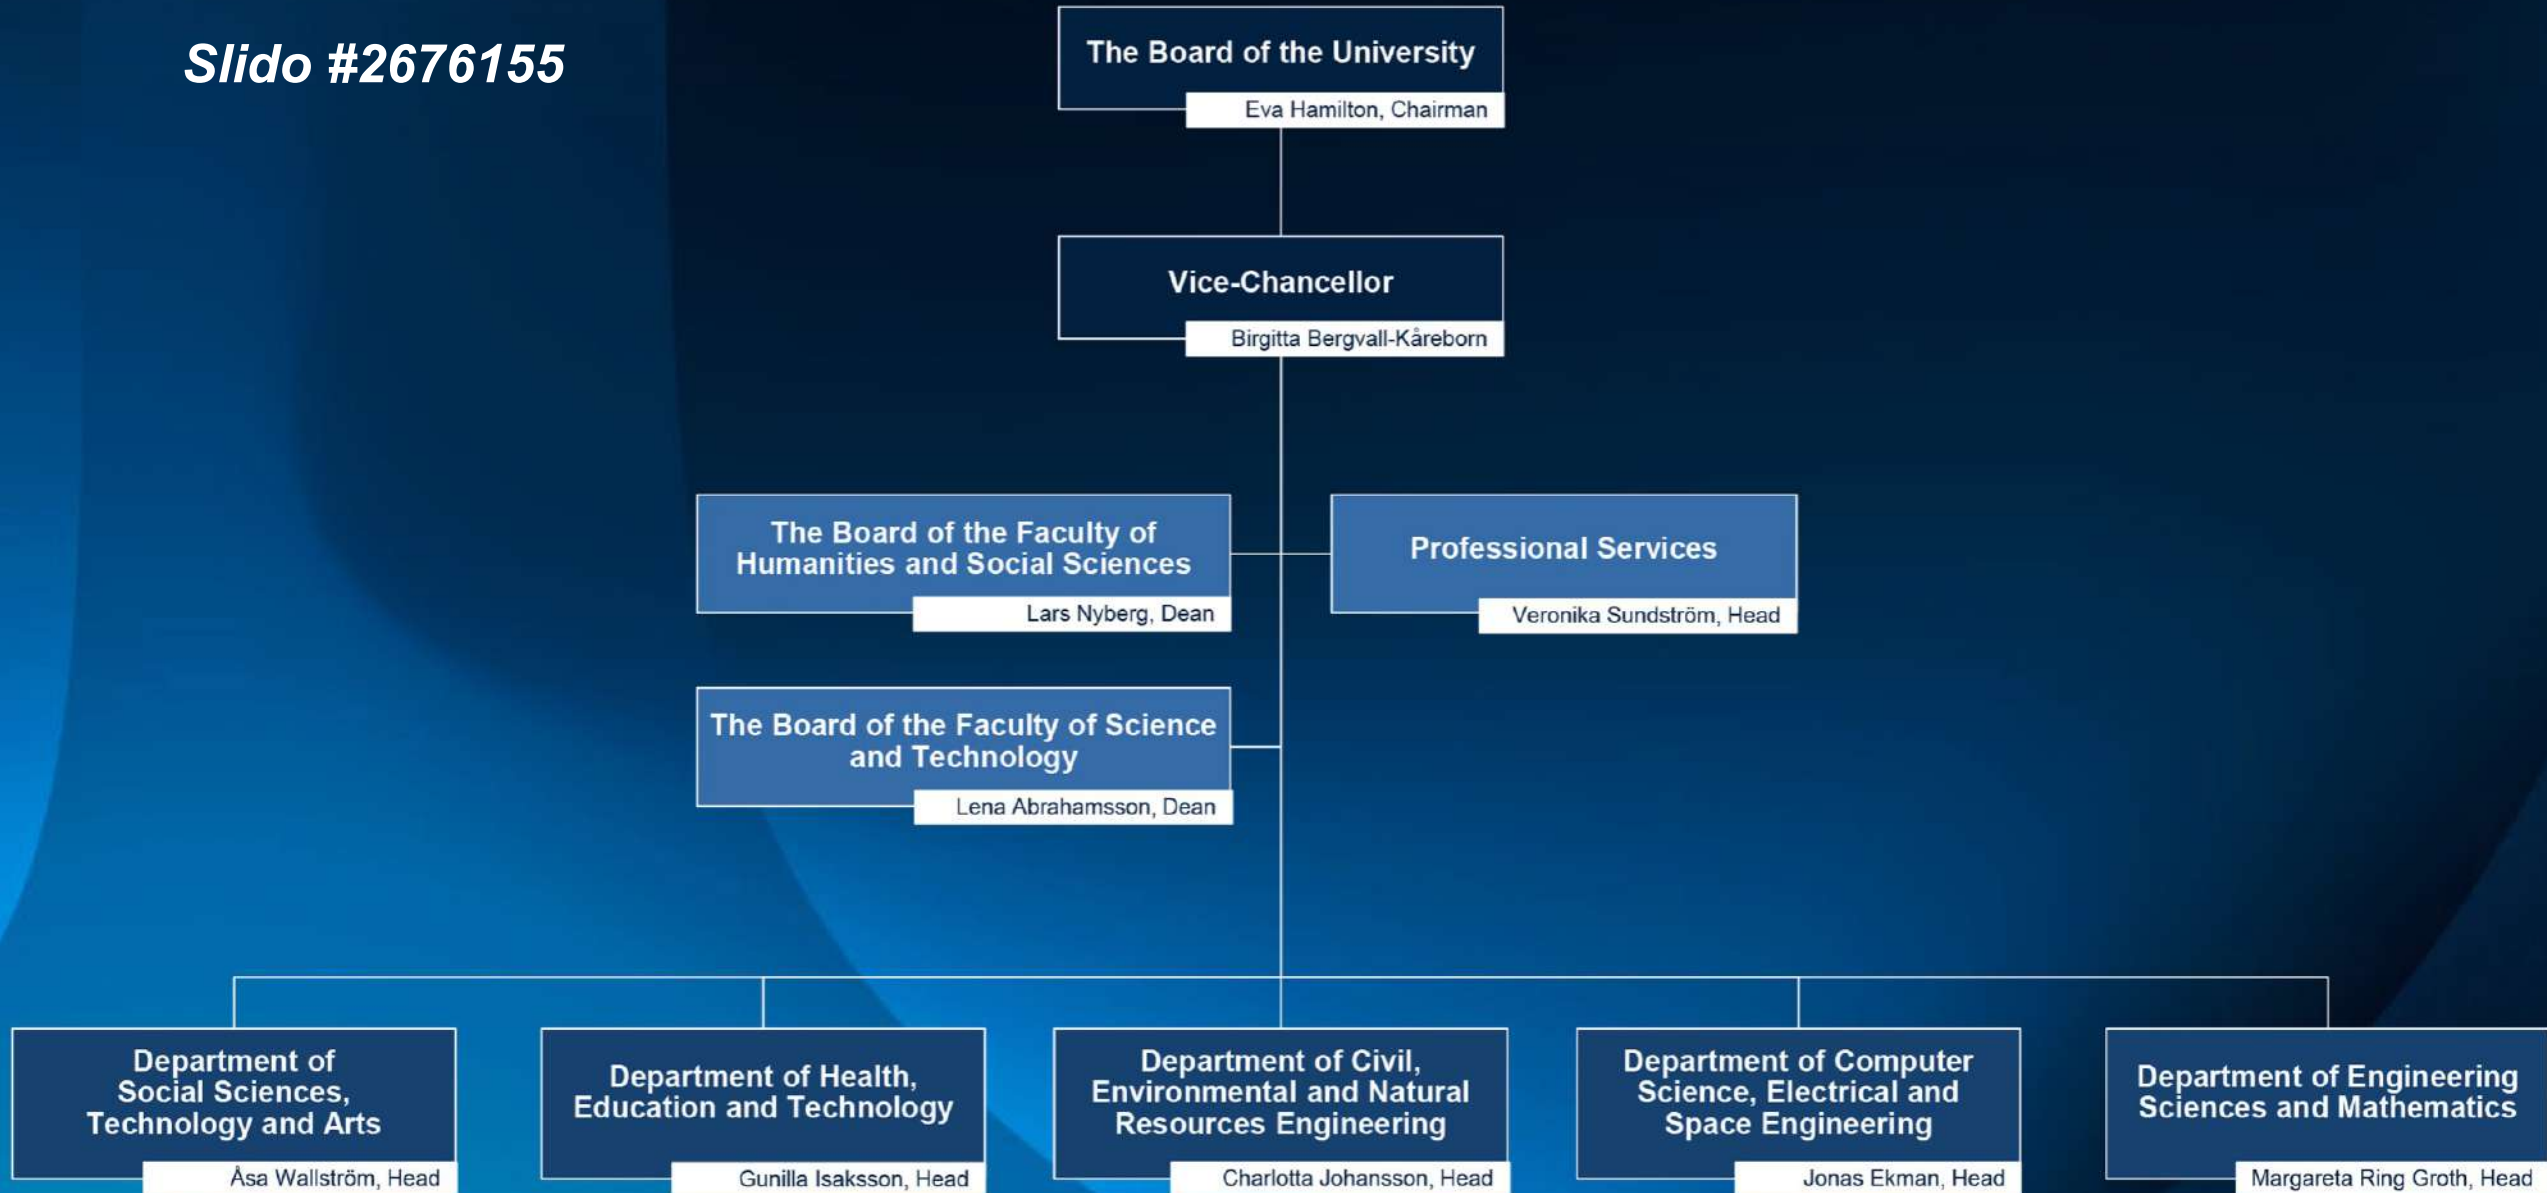 Slido #2676155
The Board of the University
Eva Hamilton, Chairman
Vice-Chancellor
Birgitta Bergvall-Kåreborn
The Board of the Faculty of
Humanities and Social Sciences
Lars Nyberg, Dean
Professional Services
Veronika Sundström, Head
The Board of the Faculty of Science
and Technology
Lena Abrahamsson, Dean
Department of
Social Sciences,
Technology and Arts
Åsa Wallström, Head
Department of Health,
Education and Technology
Gunilla Isaksson, Head
Department of Civil,
Environmental and Natural
Resources Engineering
Charlotta Johansson, Head
Department of Computer
Science, Electrical and
Space Engineering
Jonas Ekman, Head
Department of Engineering
Sciences and Mathematics
Margareta Ring Groth, Head